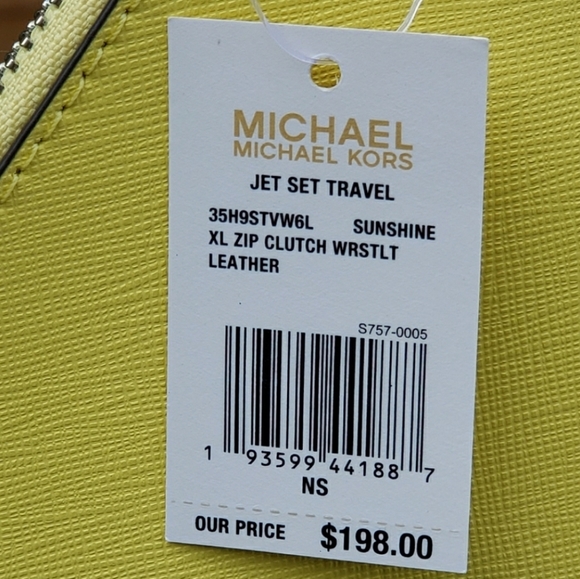 MICHAEL
MICHAEL KORS
JET SET TRAVEL
35H9STVW6L SUNSHINE
XL ZIP CLUTCH WRSTLT
LEATHER
S757-0005
1 93599 44188 7
NS
OUR PRICE $198.00